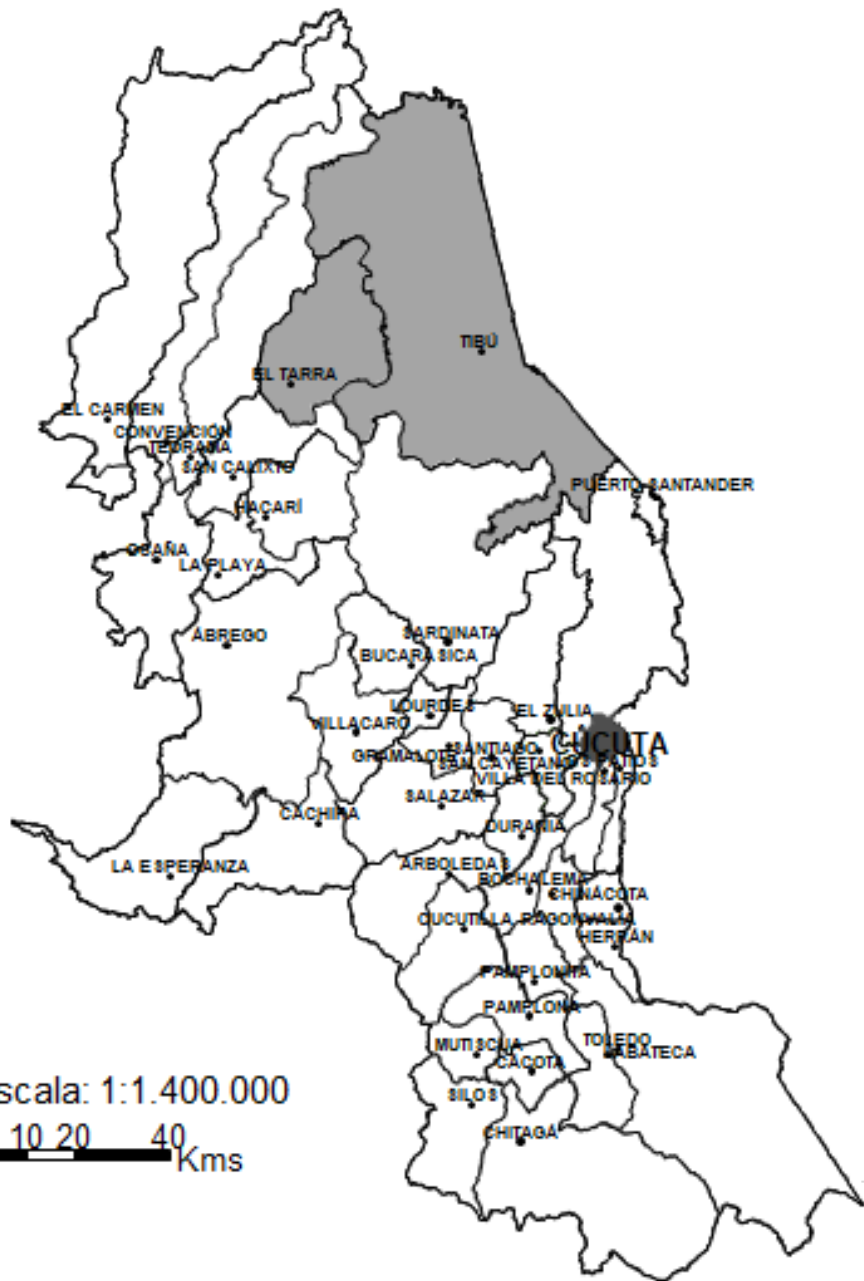 TIBÚ
EL TARRA
EL CARMEN
CONVENCIÓN
TEORAMA
SAN CALIXTO
PUERTO SANTANDER
HACARÍ
OCAÑA
LA PLAYA
ÁBREGO
SARDINATA
BUCARASICA
LOURDES
EL ZULIA
VILLACARO
CÚCUTA
SANTIAGO
GRAMALOTE
SAN CAYETANO
VILLA DEL ROSARIO
SALAZAR
CACHIRA
DURANIA
LA ESPERANZA
ARBOLEDAS
BOCHALEMA
CHINÁCOTA
CUCUTILLA
RAGONVALIA
HERRÁN
PAMPLONITA
PAMPLONA
MUTISCUA
TOLEDO
LABATECA
CÁCOTA
SILOS
CHITAGÁ
scala: 1:1.400.000
10 20 40
Kms